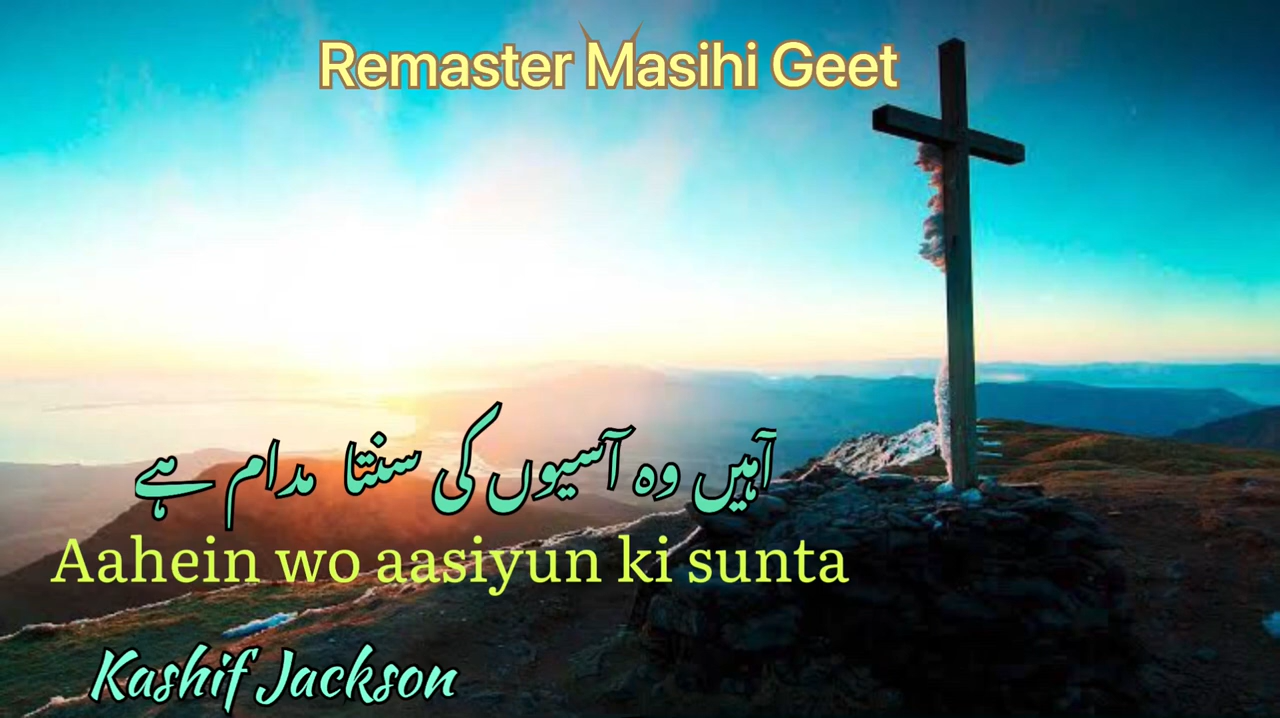 Remaster Masihi Geet
آہیں وہ آسیوں کی سنتا مدام ہے
Aahein wo aasiyun ki sunta
Kashif Jackson